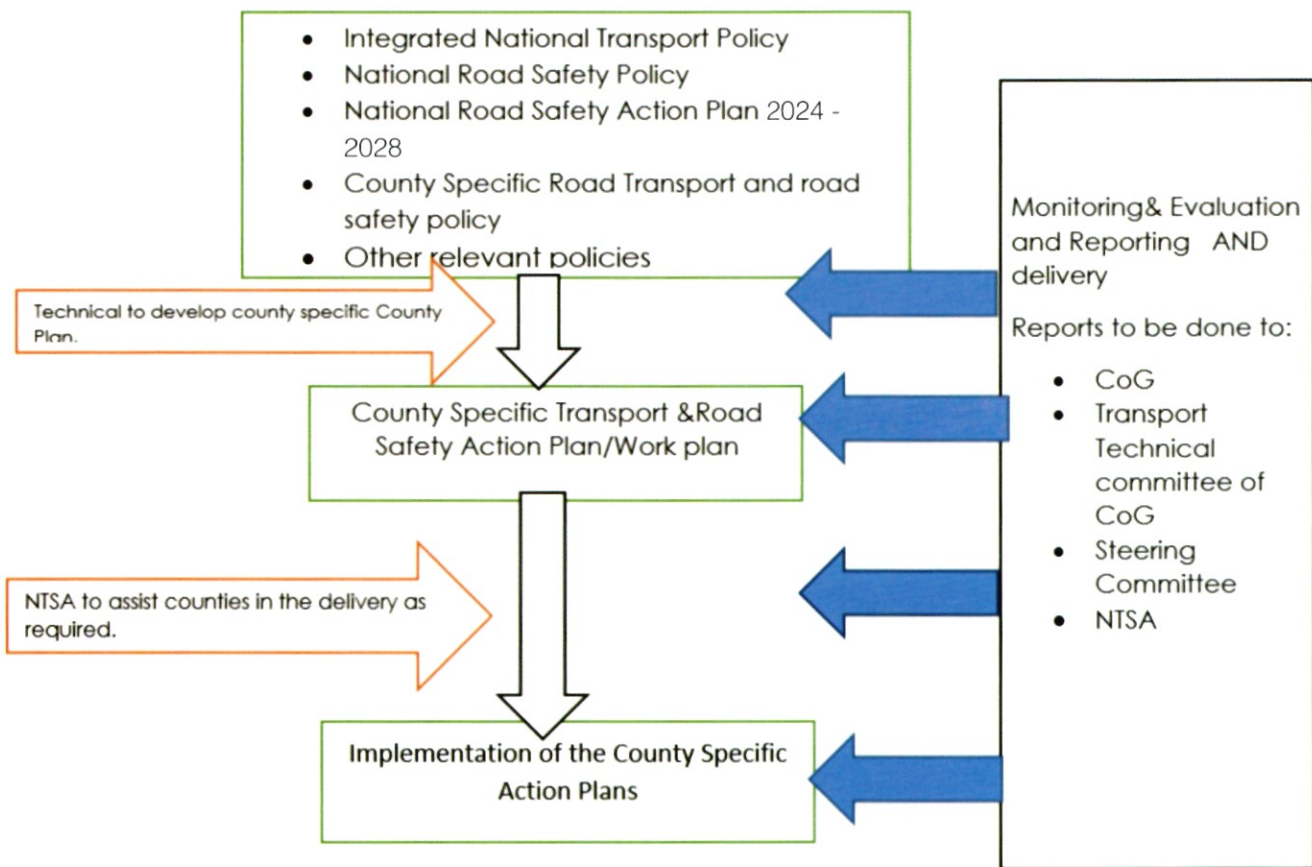 • Integrated National Transport Policy
• National Road Safety Policy
• National Road Safety Action Plan 2024 -
2028
• County Specific Road Transport and road
safety policy
• Other relevant policies
Technical to develop county specific County
Plan.
County Specific Transport &Road
Safety Action Plan/Work plan
NTSA to assist counties in the delivery as
required.
Implementation of the County Specific
Action Plans
Monitoring& Evaluation
and Reporting AND
delivery
Reports to be done to:
• CoG
• Transport
Technical
committee of
CoG
• Steering
Committee
• NTSA